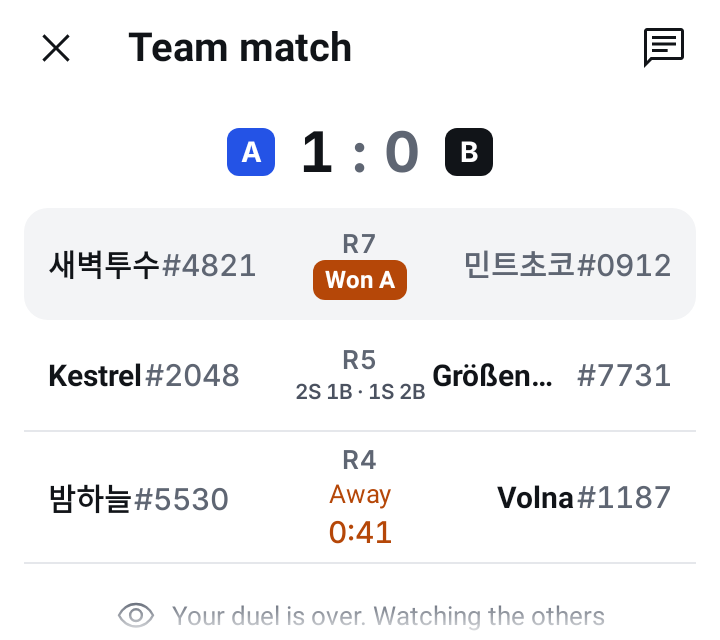 Team match
A 1 : 0 B
새벽투수#4821 R7 민트초코#0912
Won A
Kestrel#2048 R5 Größen… #7731
2S 1B · 1S 2B
밤하늘#5530 R4 Volna#1187
Away
0:41
Your duel is over. Watching the others